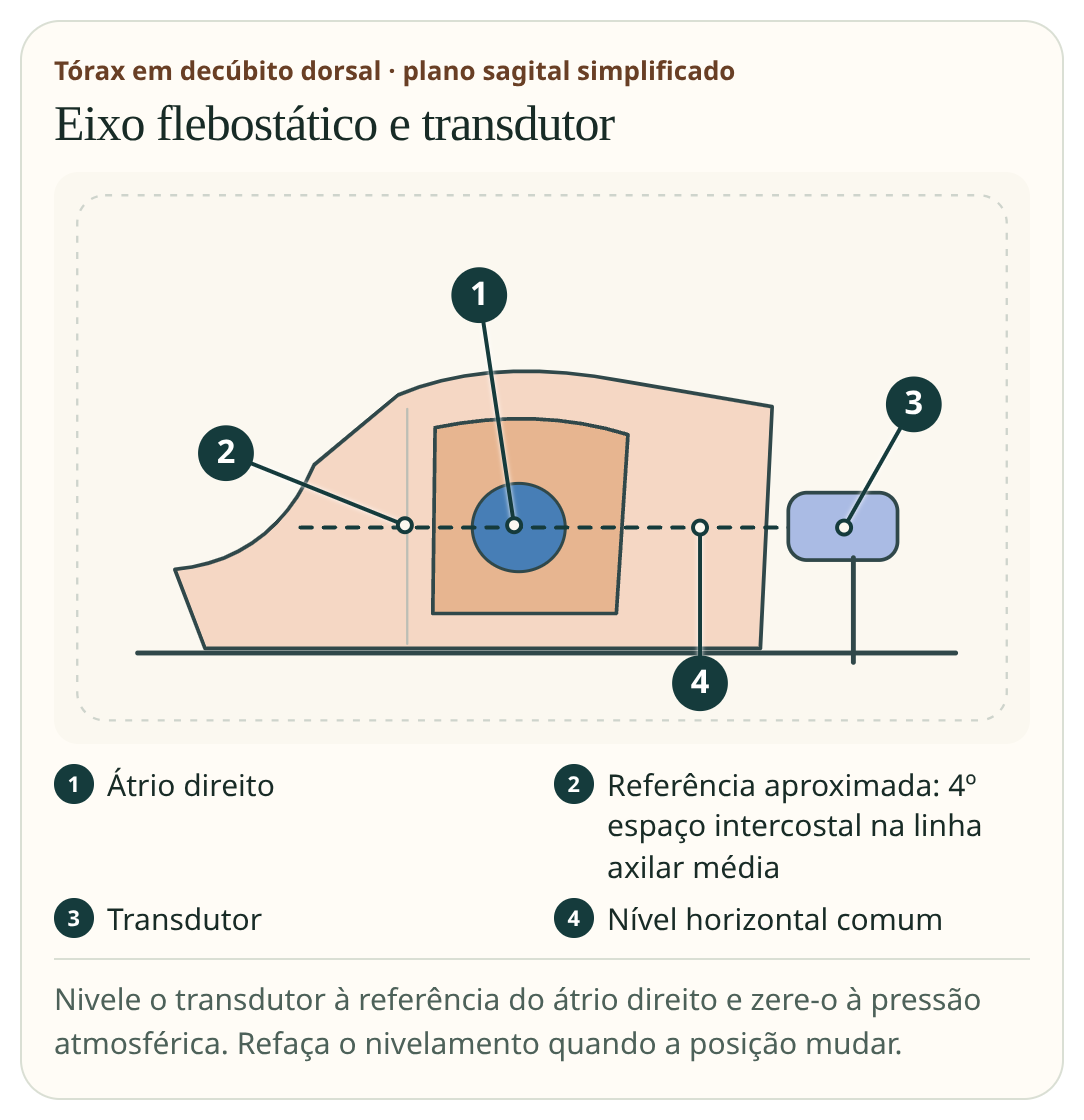 Tórax em decúbito dorsal · plano sagital simplificado
Eixo flebostático e transdutor
1
2
3
4
1 Átrio direito
2 Referência aproximada: 4º
espaço intercostal na linha
axilar média
3 Transdutor
4 Nível horizontal comum
Nivele o transdutor à referência do átrio direito e zere-o à pressão
atmosférica. Refaça o nivelamento quando a posição mudar.